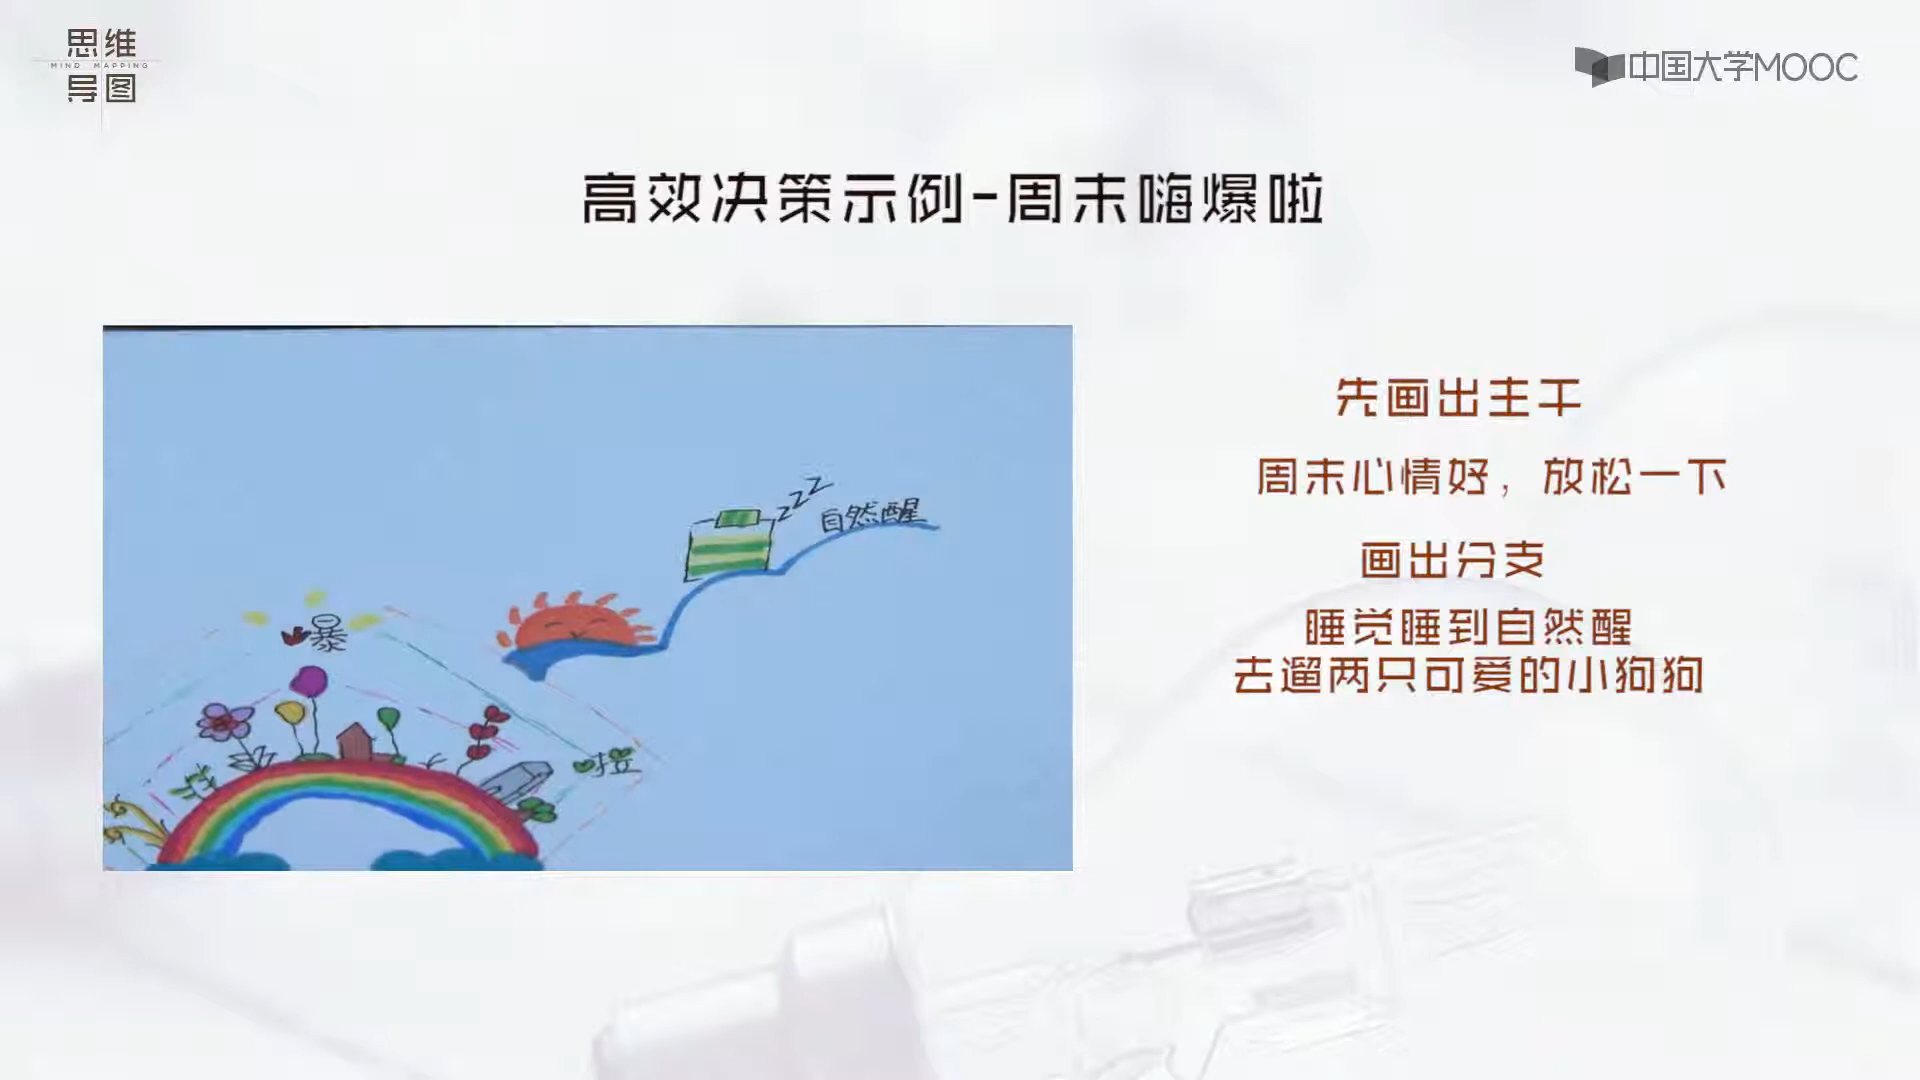 思维
MIND MAPPING
导图
中国大学MOOC
高效决策示例-周末嗨爆啦
先画出主干
周末心情好，放松一下
画出分支
睡觉睡到自然醒
去遛两只可爱的小狗狗
zzz
自然醒
暴